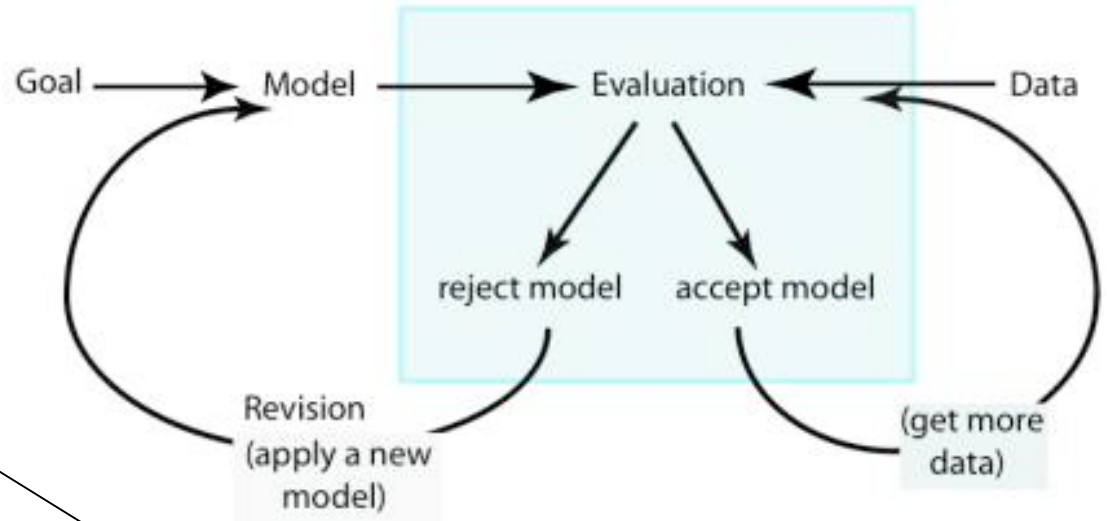 Goal
Model
Evaluation
Data
reject model
accept model
Revision
(apply a new
model)
(get more
data)